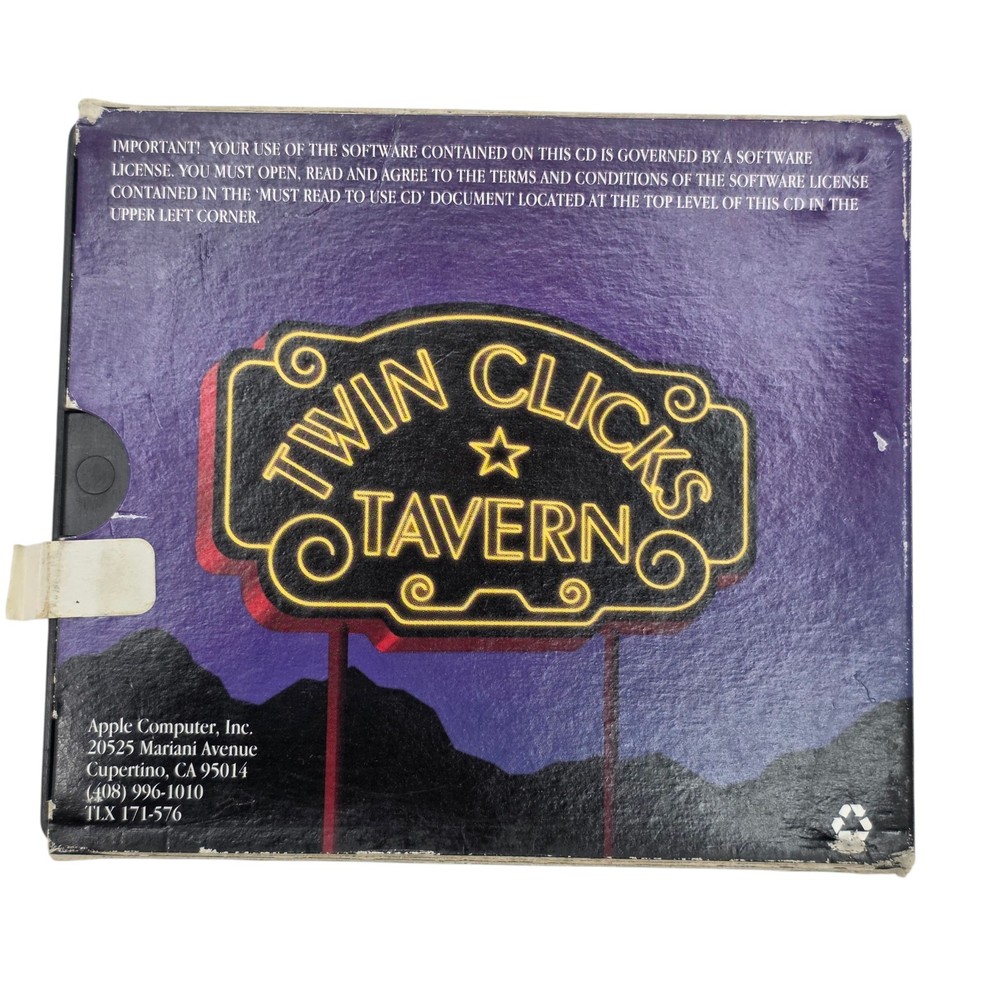 IMPORTANT! YOUR USE OF THE SOFTWARE CONTAINED ON THIS CD IS GOVERNED BY A SOFTWARE
LICENSE. YOU MUST OPEN, READ AND AGREE TO THE TERMS AND CONDITIONS OF THE SOFTWARE LICENSE
CONTAINED IN THE 'MUST READ TO USE CD' DOCUMENT LOCATED AT THE TOP LEVEL OF THIS CD IN THE
UPPER LEFT CORNER.
TWIN CLICKS
TAVERN
Apple Computer, Inc.
20525 Mariani Avenue
Cupertino, CA 95014
(408) 996-1010
TLX 171-576